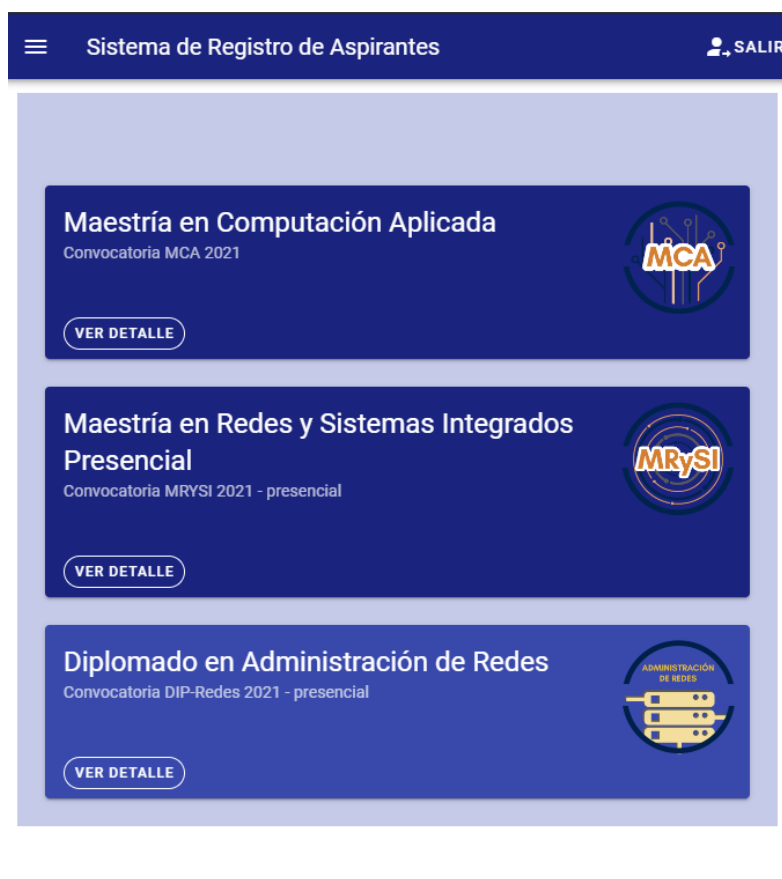 Sistema de Registro de Aspirantes
SALIR
Maestría en Computación Aplicada
Convocatoria MCA 2021
MCA
VER DETALLE
Maestría en Redes y Sistemas Integrados
Presencial
Convocatoria MRYSI 2021 - presencial
MRySI
VER DETALLE
Diplomado en Administración de Redes
Convocatoria DIP-Redes 2021 - presencial
ADMINISTRACIÓN
DE REDES
VER DETALLE